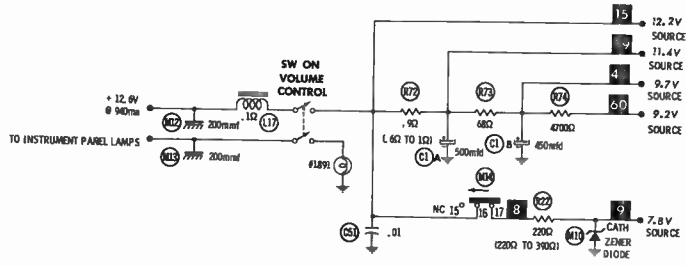 15
12.2V
SOURCE
9
11.4V
SOURCE
SW ON
VOLUME
CONTROL
4
9.7V
SOURCE
+ 12.6V
@ 940ma
R72
R73
R74
60
9.2V
SOURCE
.1Ω
L17
.9Ω
68Ω
4700Ω
M12
200mmf
(.6Ω TO 1Ω)
TO INSTRUMENT PANEL LAMPS
C1 A
500mfd
C1 B
450mfd
M13
200mmf
#1891
M14
NC 15
16
17
8
R22
9
7.8V
SOURCE
C51
.01
220Ω
(220Ω TO 390Ω)
M10
CATH
ZENER
DIODE